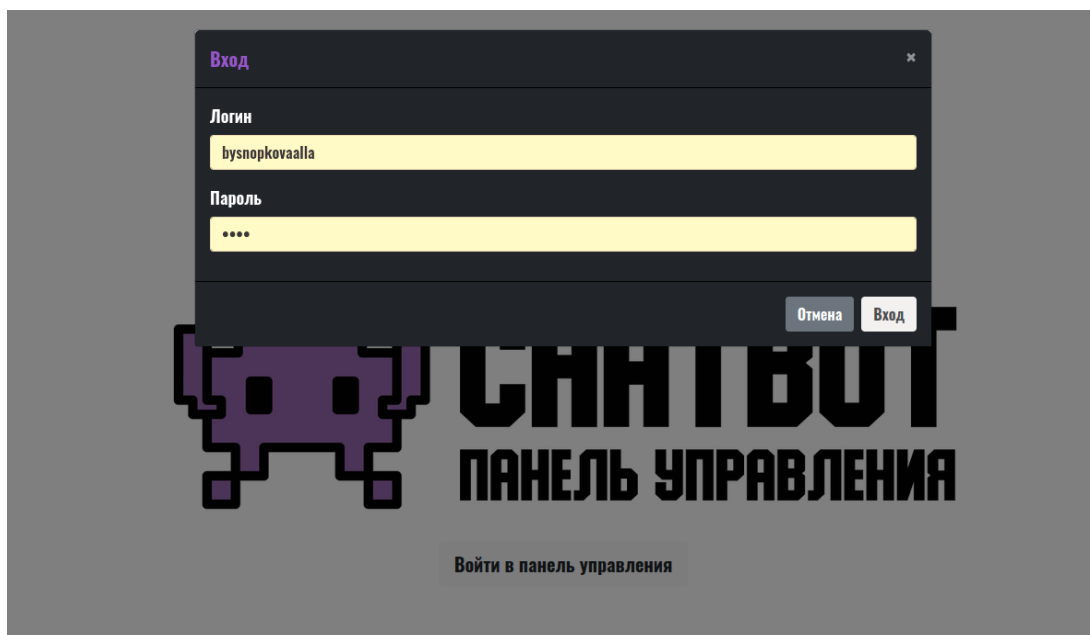 Вход
×
Логин
bysnopkovaalla
Пароль
••••
Отмена
Вход
CHATBOT
ПАНЕЛЬ УПРАВЛЕНИЯ
Войти в панель управления